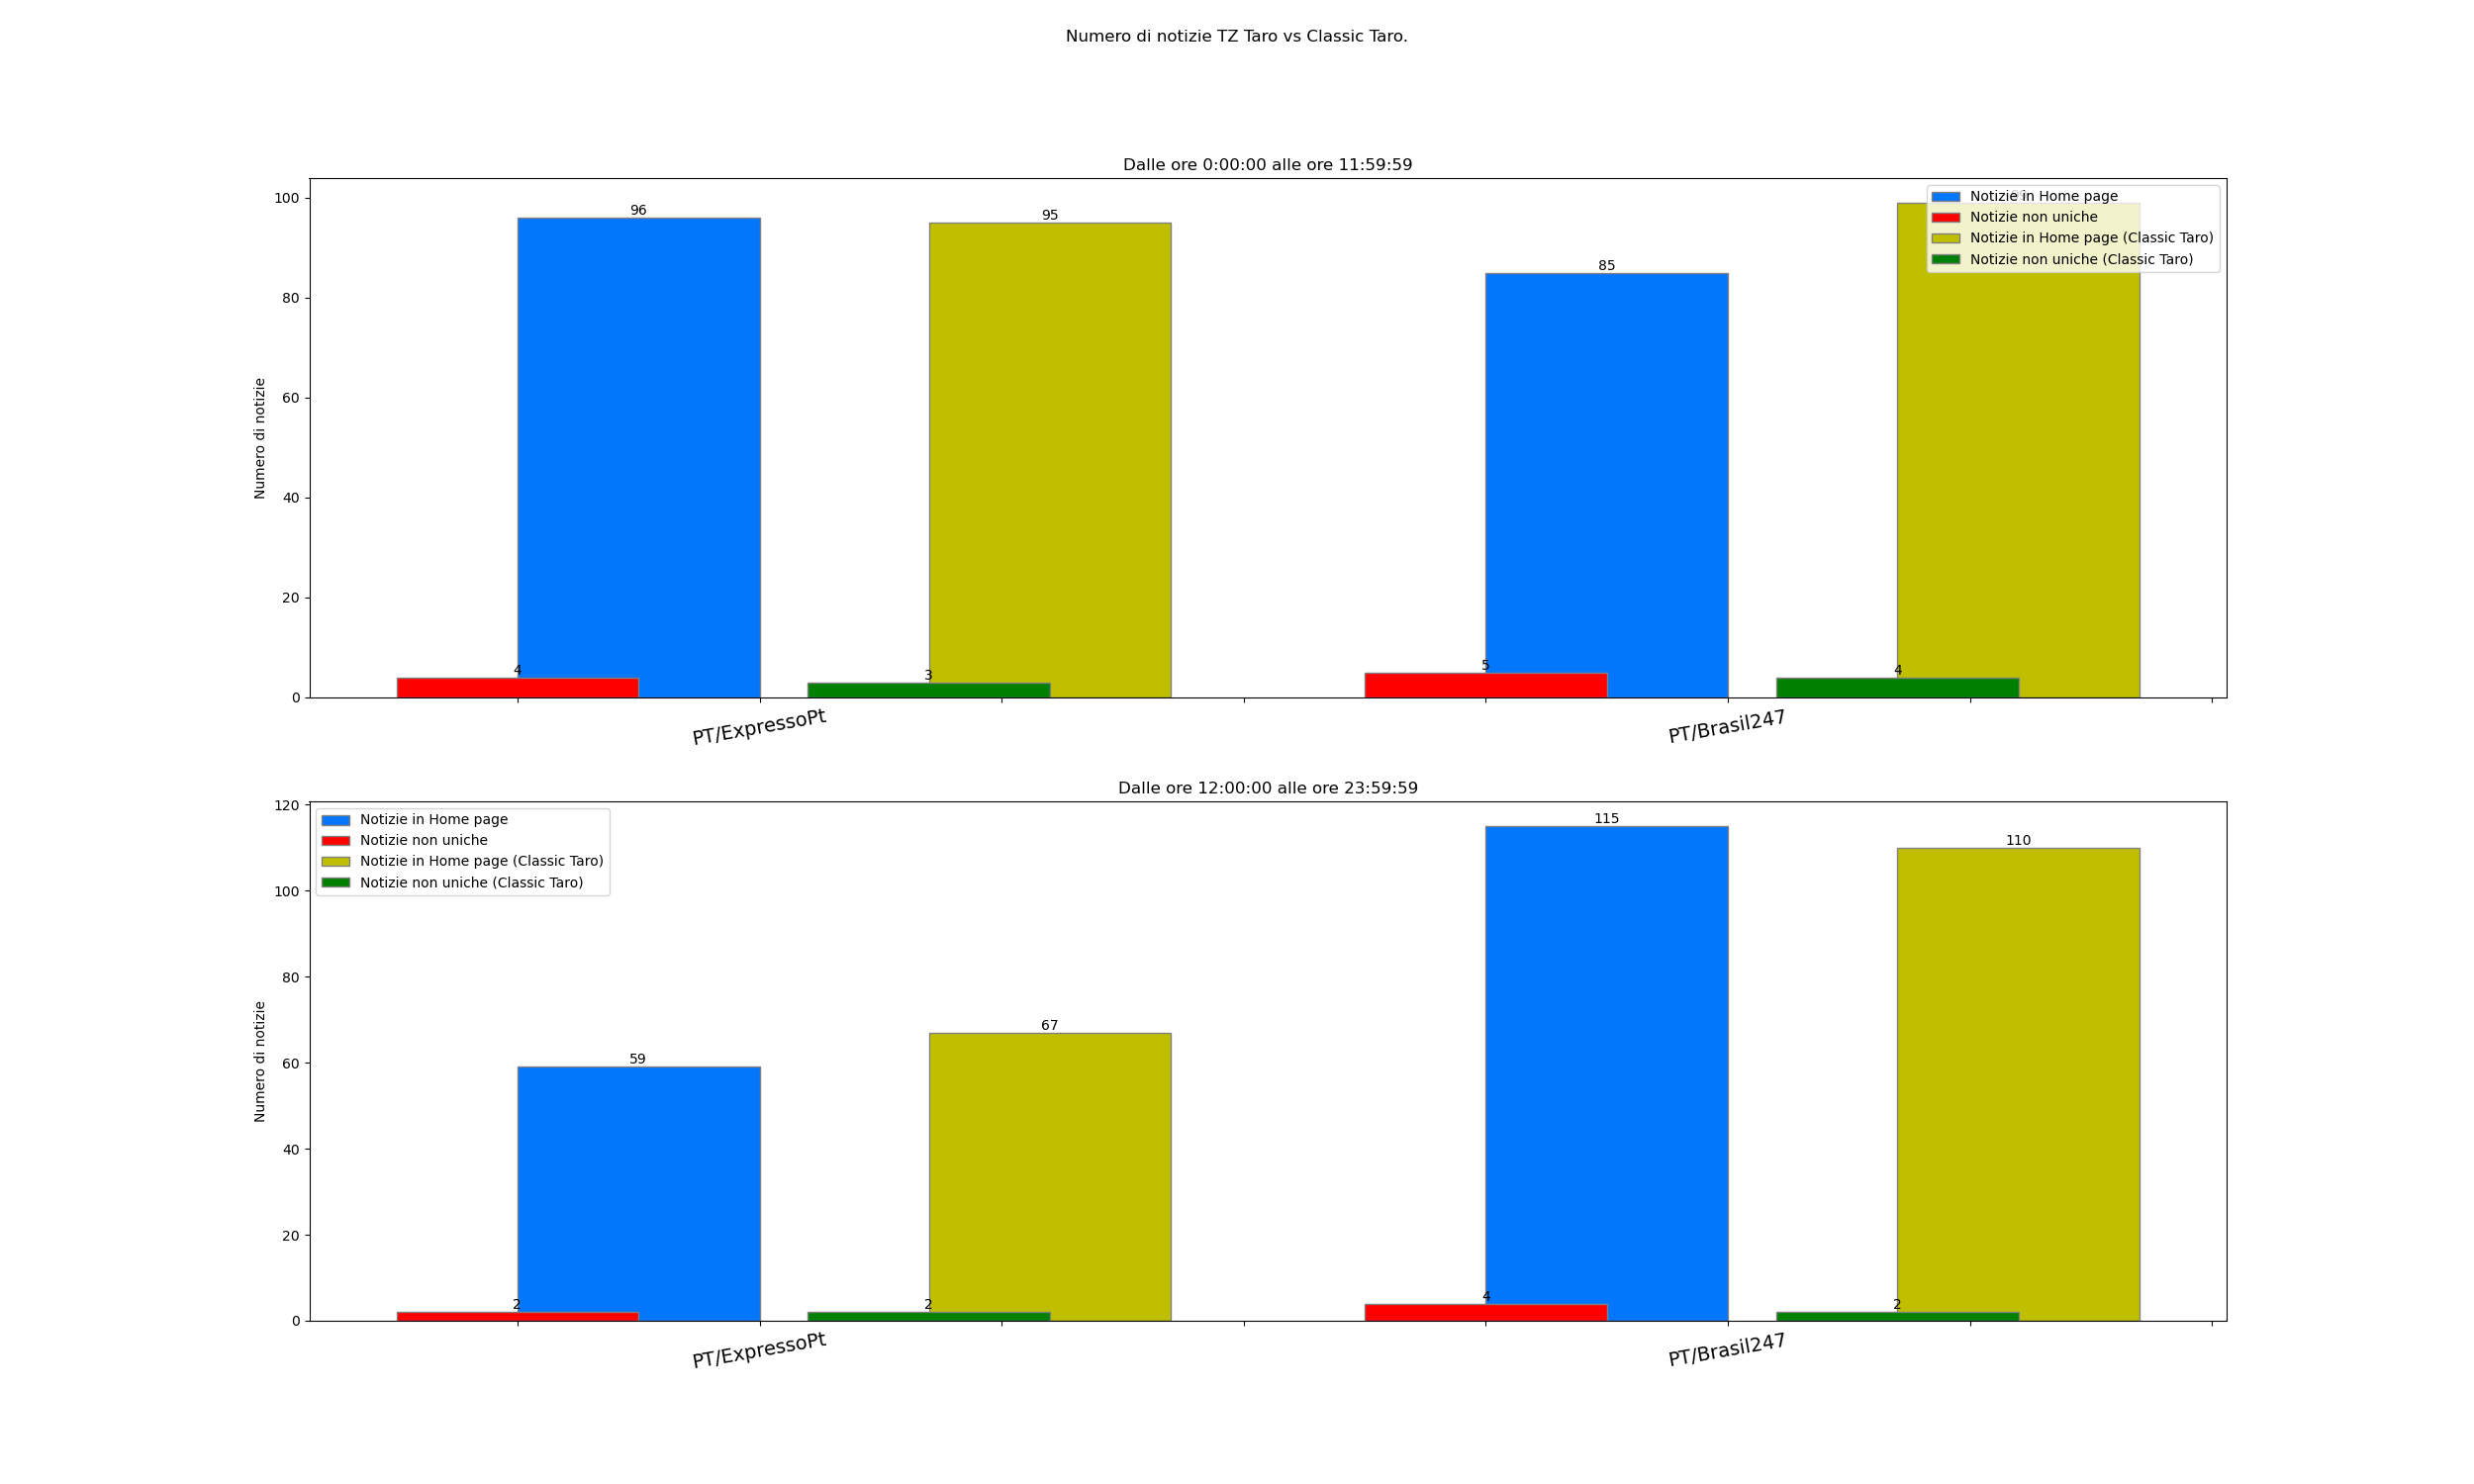 Numero di notizie TZ Taro vs Classic Taro.
Dalle ore 0:00:00 alle ore 11:59:59
Numero di notizie
100
80
60
40
20
0
96
95
85
4
3
5
4
Notizie in Home page
Notizie non uniche
Notizie in Home page (Classic Taro)
Notizie non uniche (Classic Taro)
PT/ExpressoPt
PT/Brasil247
Dalle ore 12:00:00 alle ore 23:59:59
Numero di notizie
120
100
80
60
40
20
0
Notizie in Home page
Notizie non uniche
Notizie in Home page (Classic Taro)
Notizie non uniche (Classic Taro)
59
67
115
110
2
2
4
2
PT/ExpressoPt
PT/Brasil247